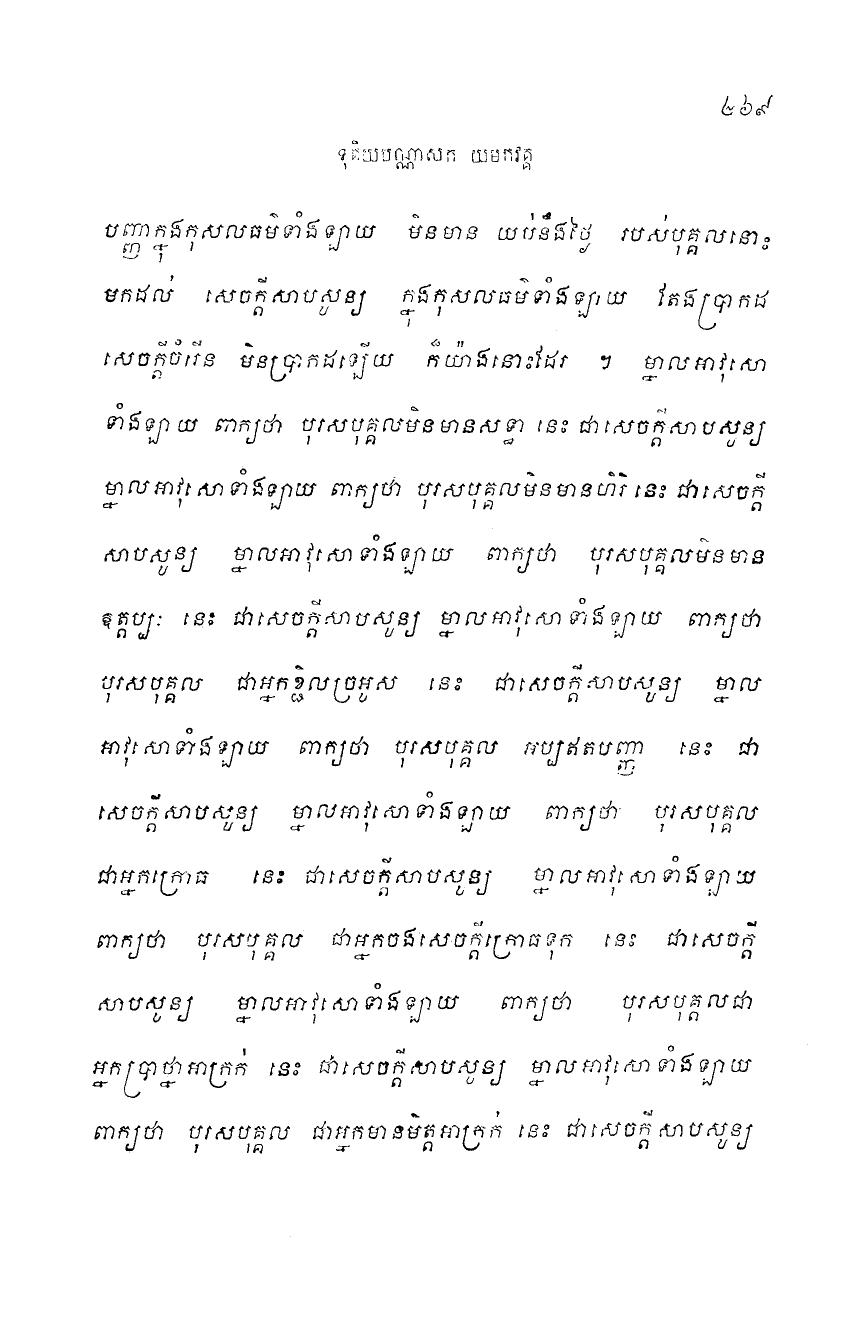 ២៦៩
ទុតិយបណ្ណាសក យមកវគ្គ
បញ្ញាក្នុងកុសលធម៌ទាំងឡាយ មិនមាន យប់នឹងថ្ងៃ របស់បុគ្គលនោះ
មកដល់ សេចក្តីសាបសូន្យ ក្នុងកុសលធម៌ទាំងឡាយ តែងប្រាកដ
សេចក្តីចំរើន មិនប្រាកដឡើយ ក៏យ៉ាងនោះដែរ ។ ម្នាលអាវុសោ
ទាំងឡាយ ពាក្យថា បុរសបុគ្គលមិនមានសទ្ធា នេះ ជាសេចក្តីសាបសូន្យ
ម្នាលអាវុសោទាំងឡាយ ពាក្យថា បុរសបុគ្គលមិនមានហិរិ នេះ ជាសេចក្តី
សាបសូន្យ ម្នាលអាវុសោទាំងឡាយ ពាក្យថា បុរសបុគ្គលមិនមាន
ឱត្តប្បៈ នេះ ជាសេចក្តីសាបសូន្យ ម្នាលអាវុសោទាំងឡាយ ពាក្យថា
បុរសបុគ្គល ជាអ្នកខ្ជិលច្រអូស នេះ ជាសេចក្តីសាបសូន្យ ម្នាល
អាវុសោទាំងឡាយ ពាក្យថា បុរសបុគ្គល អប្បឥតបញ្ញា នេះ ជា
សេចក្តីសាបសូន្យ ម្នាលអាវុសោទាំងឡាយ ពាក្យថា បុរសបុគ្គល
ជាអ្នកក្រោធ នេះ ជាសេចក្តីសាបសូន្យ ម្នាលអាវុសោទាំងឡាយ
ពាក្យថា បុរសបុគ្គល ជាអ្នកចងសេចក្តីក្រោធទុក នេះ ជាសេចក្តី
សាបសូន្យ ម្នាលអាវុសោទាំងឡាយ ពាក្យថា បុរសបុគ្គលជា
អ្នកប្រាថ្នាអាក្រក់ នេះ ជាសេចក្តីសាបសូន្យ ម្នាលអាវុសោទាំងឡាយ
ពាក្យថា បុរសបុគ្គល ជាអ្នកមានមិត្តអាក្រក់ នេះ ជាសេចក្តីសាបសូន្យ